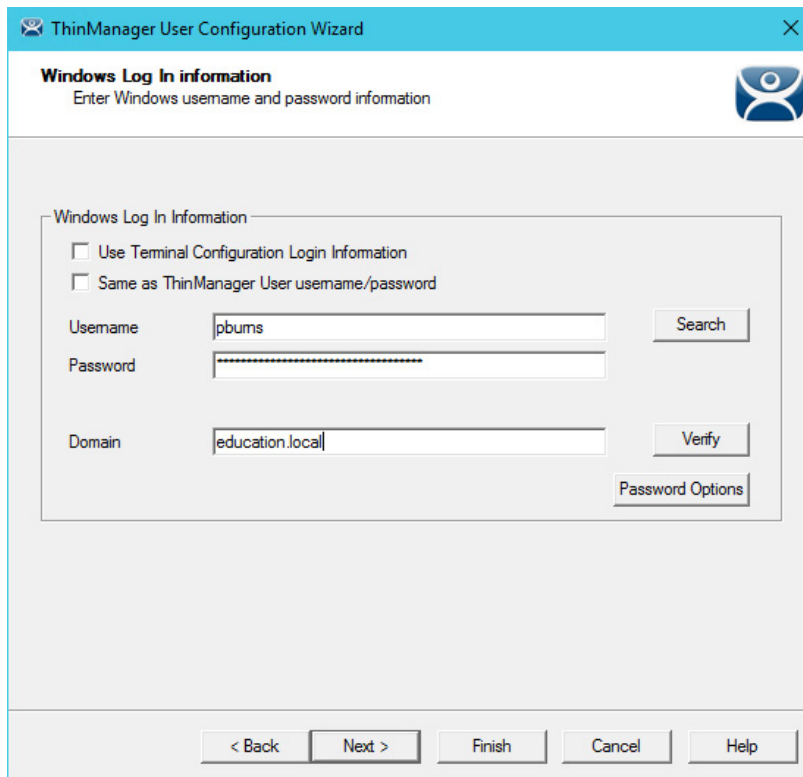 ThinManager User Configuration Wizard
Windows Log In information
Enter Windows username and password information
Windows Log In Information
Use Terminal Configuration Login Information
Same as ThinManager User username/password
Username pburns Search
Password ***********************************
Domain education.local Verify
Password Options
< Back Next > Finish Cancel Help